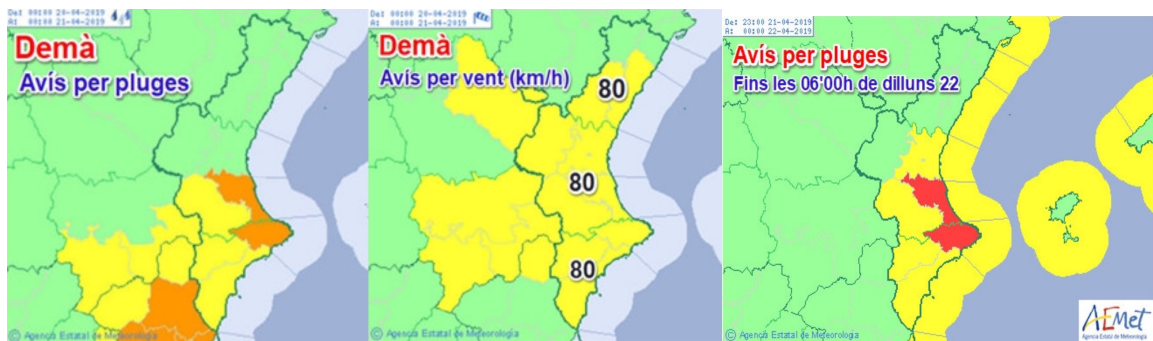 De: 00:00 20-04-2019
A: 00:00 21-04-2019
Demà
Avís per pluges
© Agencia Estatal de Meteorología
De: 00:00 20-04-2019
A: 00:00 21-04-2019
Demà
Avís per vent (km/h)
80
80
80
© Agencia Estatal de Meteorología
De: 23:00 21-04-2019
A: 00:00 22-04-2019
Avís per pluges
Fins les 06'00h de dilluns 22
© Agencia Estatal de Meteorología
AEMet
Agencia Estatal de Meteorología